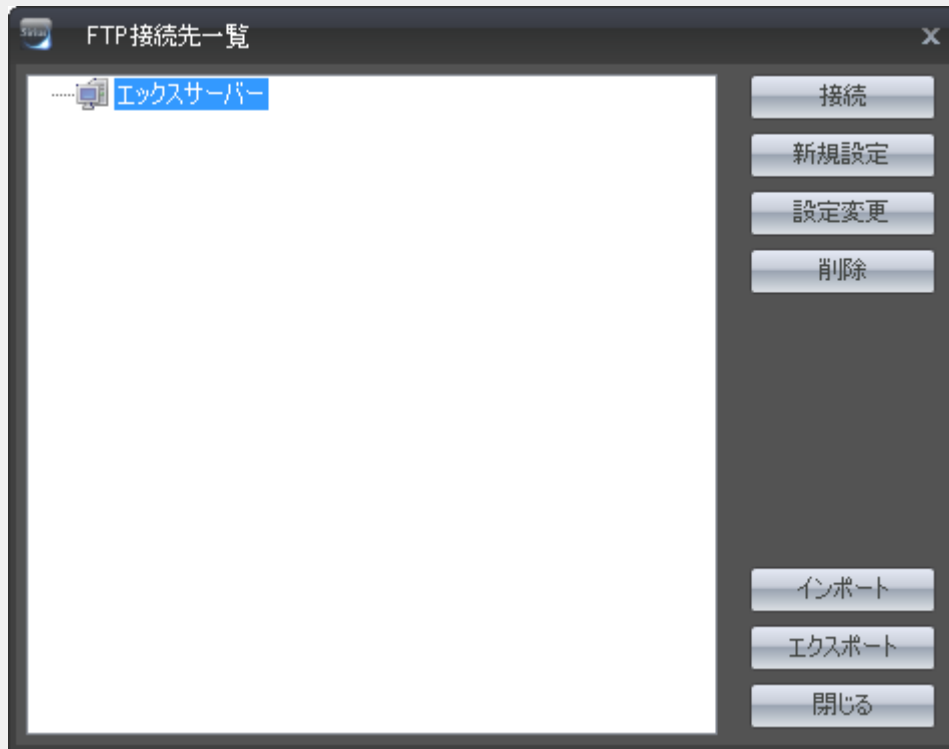 FTP接続先一覧
エックスサーバー
接続
新規設定
設定変更
削除
インポート
エクスポート
閉じる